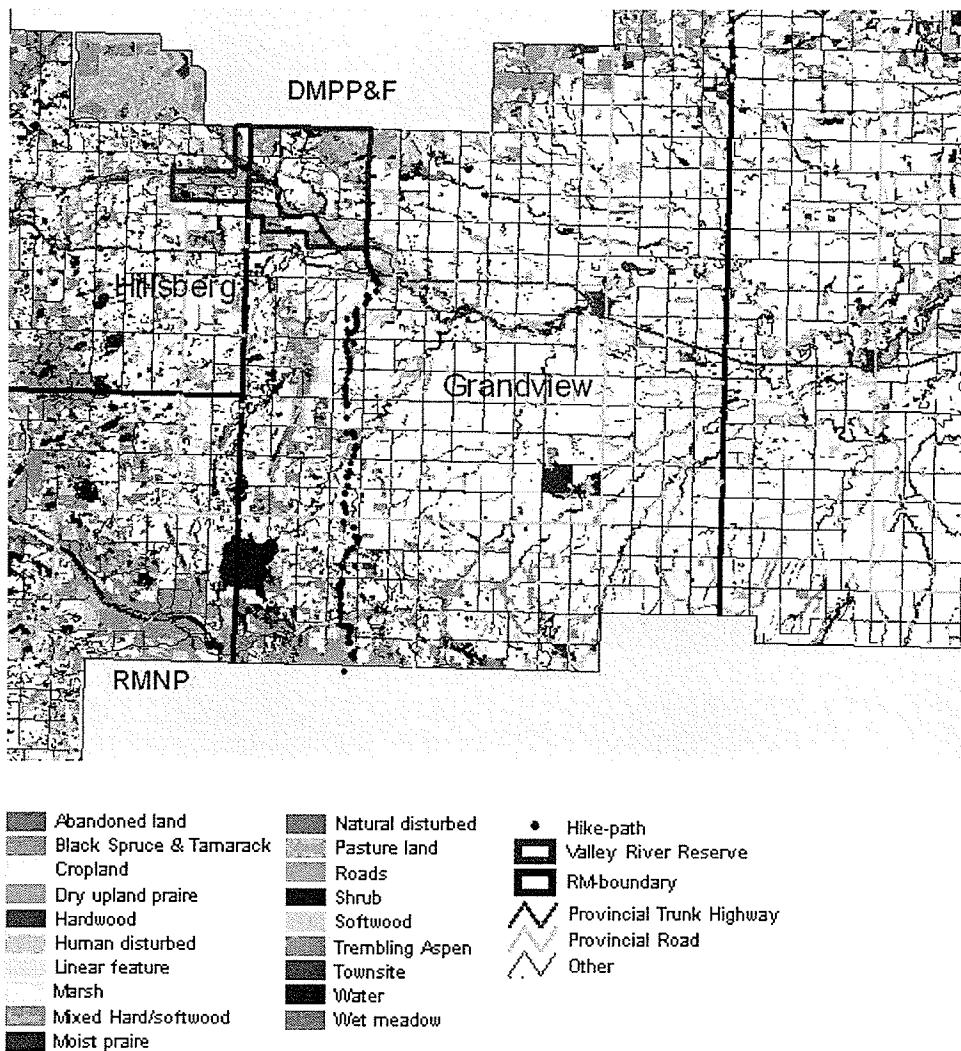 DMPP&F
Hillsberg
Grandview
RMNP
Abandoned land
Black Spruce & Tamarack
Cropland
Dry upland praire
Hardwood
Human disturbed
Linear feature
Marsh
Mixed Hard/softwood
Moist praire
Natural disturbed
Pasture land
Roads
Shrub
Softwood
Trembling Aspen
Townsite
Water
Wet meadow
Hike-path
Valley River Reserve
RM-boundary
Provincial Trunk Highway
Provincial Road
Other